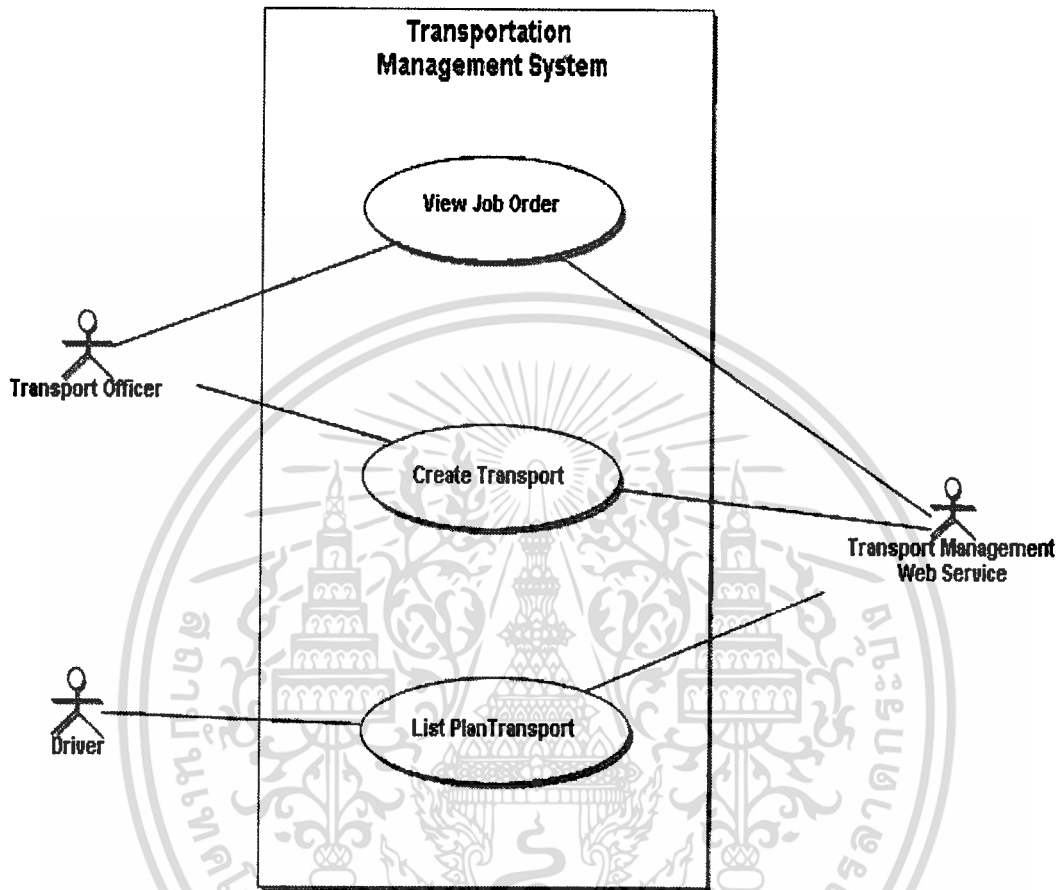 Transportation
Management System
View Job Order
Transport Officer
Create Transport
Transport Management
Web Service
List PlanTransport
Driver